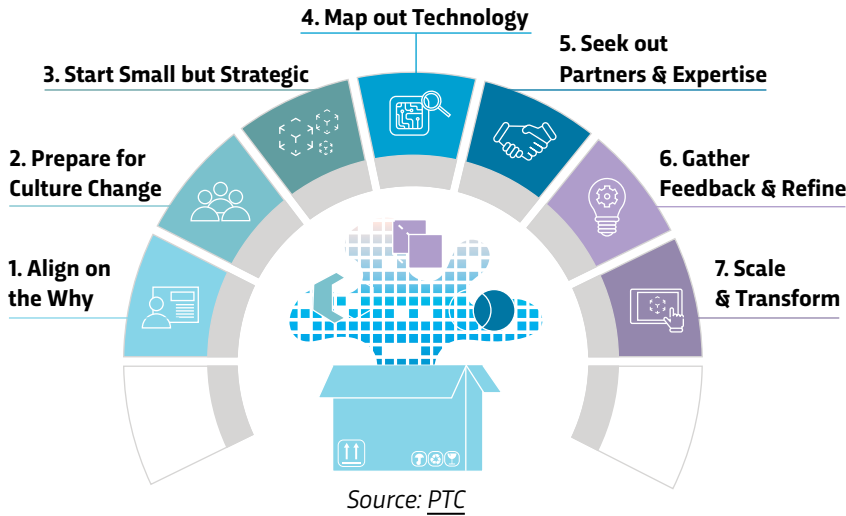 1. Align on
the Why
2. Prepare for
Culture Change
3. Start Small but Strategic
4. Map out Technology
5. Seek out
Partners & Expertise
6. Gather
Feedback & Refine
7. Scale
& Transform
Source: PTC